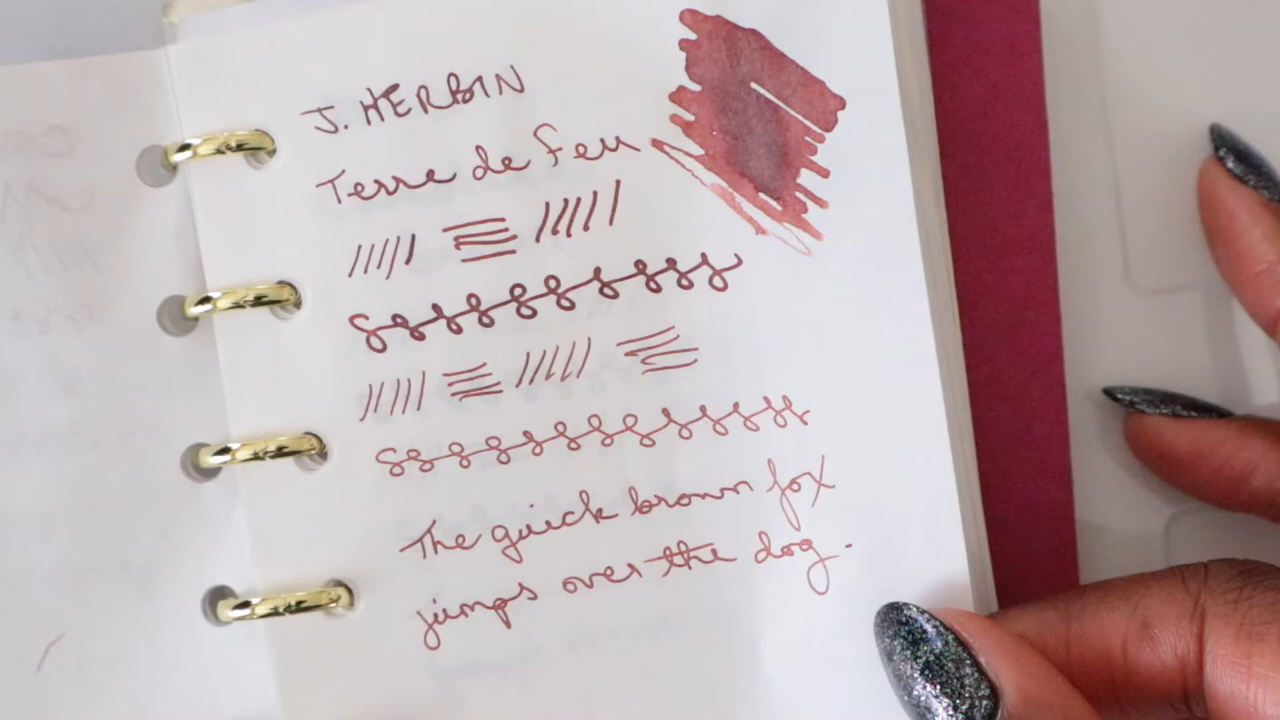 J. HERBIN
Terre de feu
The quick brown fox
jumps over the dog.